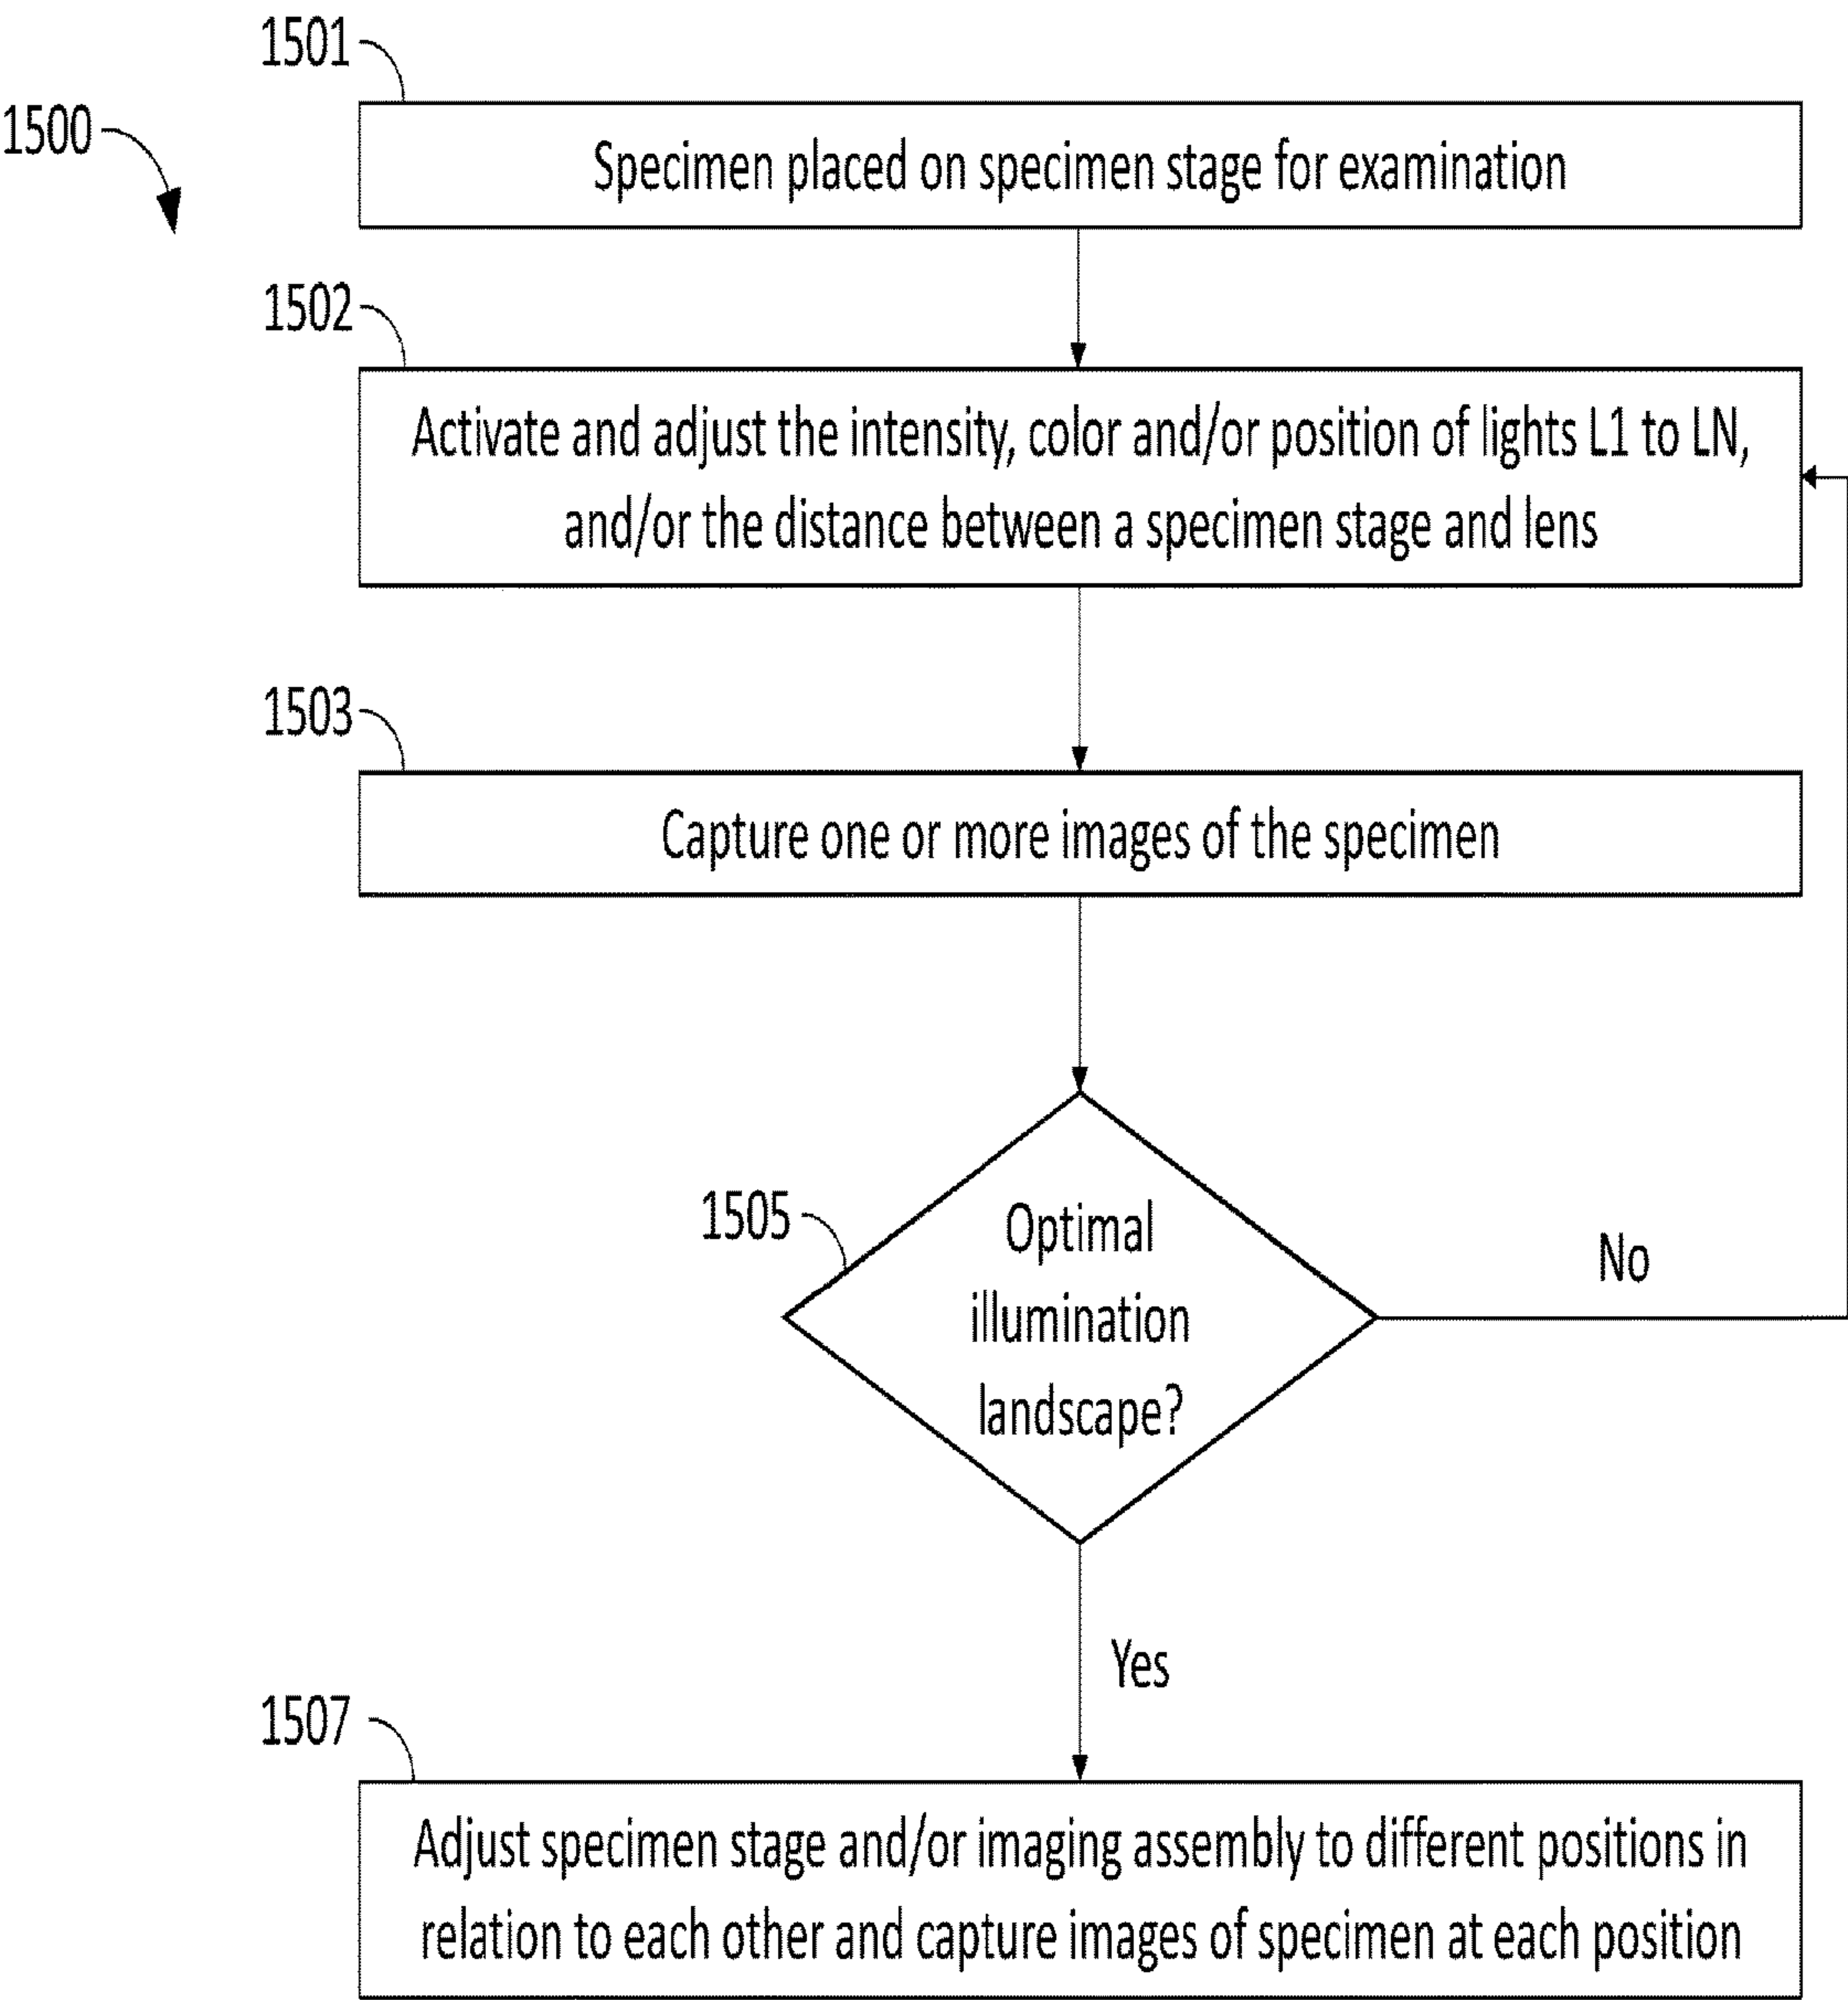 1501
1500
Specimen placed on specimen stage for examination
1502
Activate and adjust the intensity, color and/or position of lights L1 to LN,
and/or the distance between a specimen stage and lens
1503
Capture one or more images of the specimen
1505
Optimal
illumination
landscape?
No
Yes
1507
Adjust specimen stage and/or imaging assembly to different positions in
relation to each other and capture images of specimen at each position